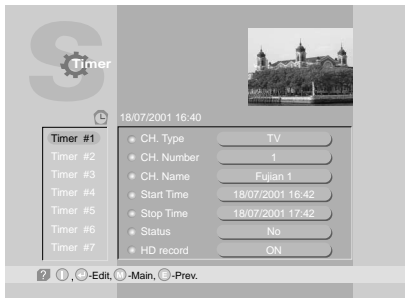 S
Timer
18/07/2001 16:40
Timer #1
Timer #2
Timer #3
Timer #4
Timer #5
Timer #6
Timer #7
CH. Type TV
CH. Number 1
CH. Name Fujian 1
Start Time 18/07/2001 16:42
Stop Time 18/07/2001 17:42
Status No
HD record ON
? , -Edit, M -Main, E -Prev.